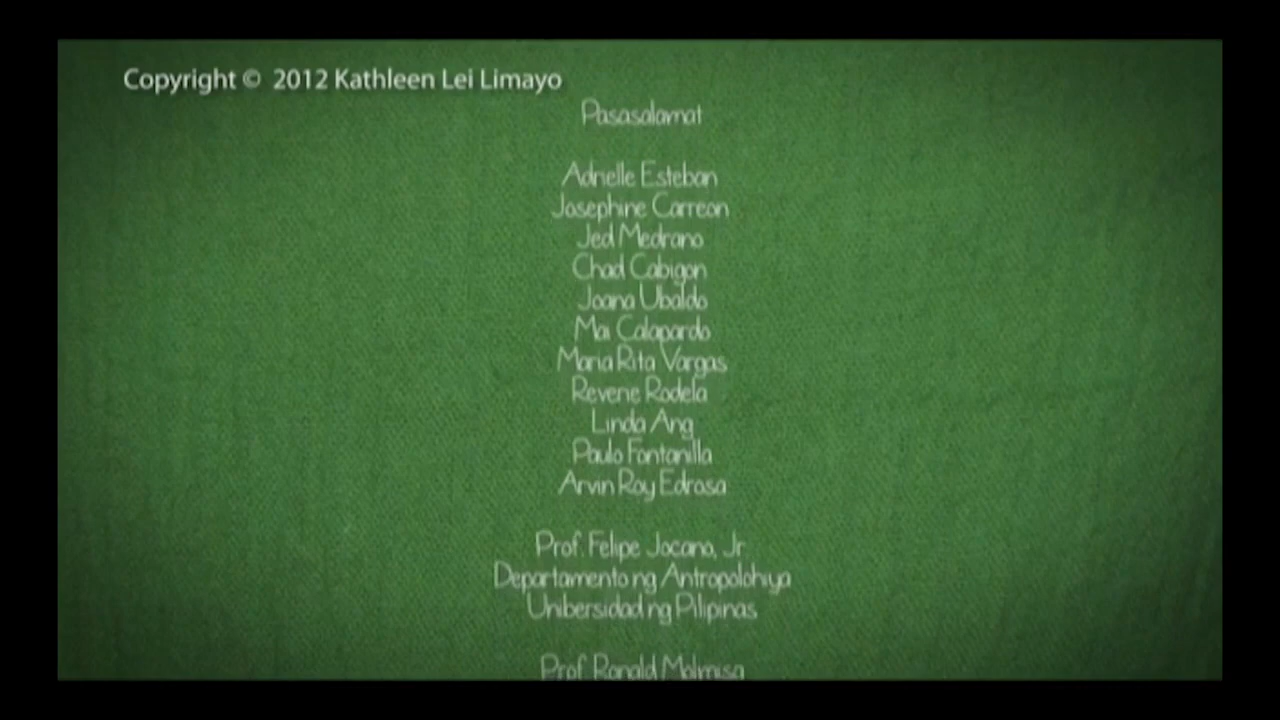 Copyright © 2012 Kathleen Lei Limayo
Pasasalamat
Adrielle Esteban
Josephine Carreon
Jed Medrano
Chad Cabigon
Joana Ubaldo
Mai Calapardo
Maria Rita Vargas
Reverie Rodela
Linda Ang
Paulo Fontanilla
Arvin Roy Edrosa
Prof. Felipe Jocano, Jr
Departamento ng Antropolohiya
Unibersidad ng Pilipinas
Prof. Ronald